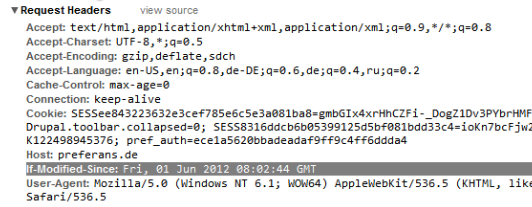 ▼Request Headers view source
Accept: text/html,application/xhtml+xml,application/xml;q=0.9,*/*;q=0.8
Accept-Charset: UTF-8,*;q=0.5
Accept-Encoding: gzip,deflate,sdch
Accept-Language: en-US,en;q=0.8,de-DE;q=0.6,de;q=0.4,ru;q=0.2
Cache-Control: max-age=0
Connection: keep-alive
Cookie: SESSee843223632e3cef785e6c5e3a081ba8=gmbGIx4xrHhCZFi-_DogZ1Dv3PYbrHMF
Drupal.toolbar.collapsed=0; SESS8316ddcb6b05399125d5bf081bdd33c4=ioKn7bcFjw2
K122498945376; pref_auth=ece1a5620bbadeadaf9ff9c4ff6ddda4
Host: preferans.de
If-Modified-Since: Fri, 01 Jun 2012 08:02:44 GMT
User-Agent: Mozilla/5.0 (Windows NT 6.1; WOW64) AppleWebKit/536.5 (KHTML, like
Safari/536.5